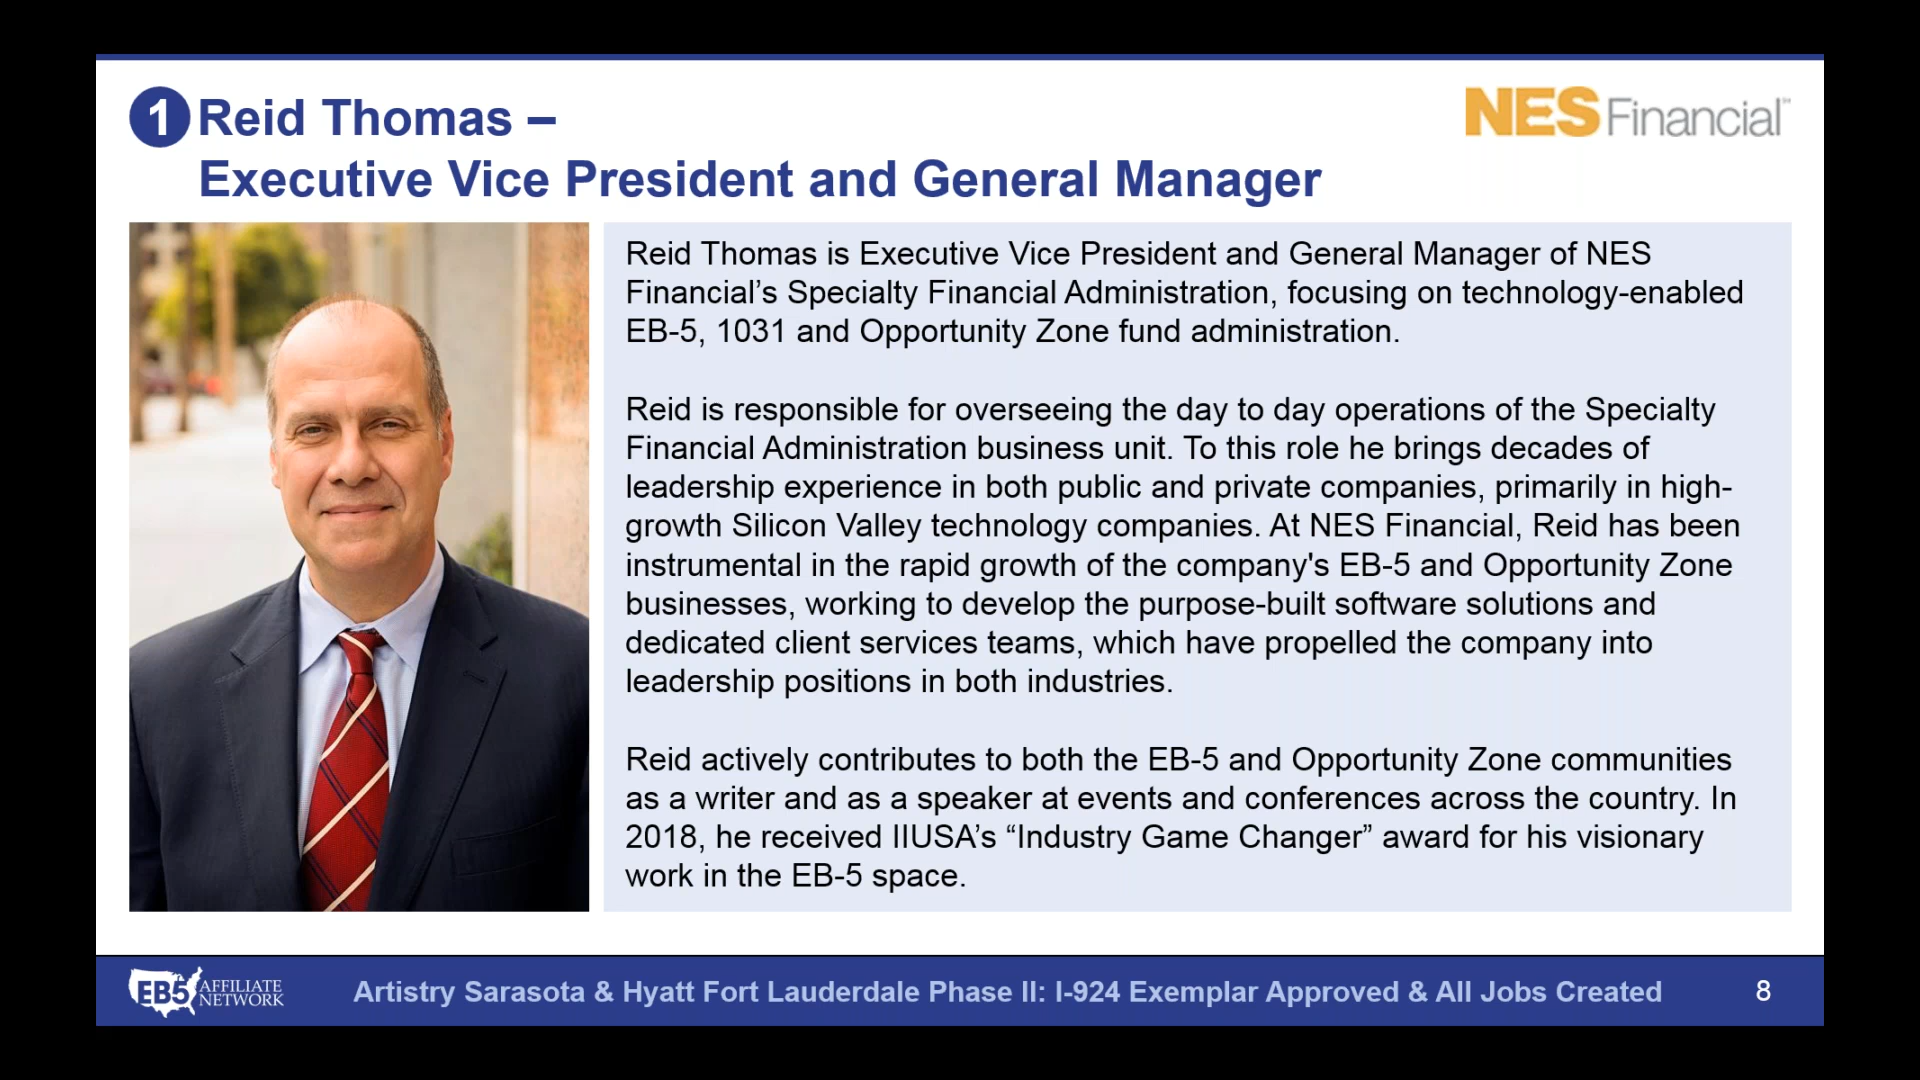 1 Reid Thomas –
Executive Vice President and General Manager
NES Financial℠
Reid Thomas is Executive Vice President and General Manager of NES
Financial’s Specialty Financial Administration, focusing on technology-enabled
EB-5, 1031 and Opportunity Zone fund administration.
Reid is responsible for overseeing the day to day operations of the Specialty
Financial Administration business unit. To this role he brings decades of
leadership experience in both public and private companies, primarily in high-
growth Silicon Valley technology companies. At NES Financial, Reid has been
instrumental in the rapid growth of the company's EB-5 and Opportunity Zone
businesses, working to develop the purpose-built software solutions and
dedicated client services teams, which have propelled the company into
leadership positions in both industries.
Reid actively contributes to both the EB-5 and Opportunity Zone communities
as a writer and as a speaker at events and conferences across the country. In
2018, he received IIUSA’s “Industry Game Changer” award for his visionary
work in the EB-5 space.
EB5 AFFILIATE
NETWORK
Artistry Sarasota & Hyatt Fort Lauderdale Phase II: I-924 Exemplar Approved & All Jobs Created
8